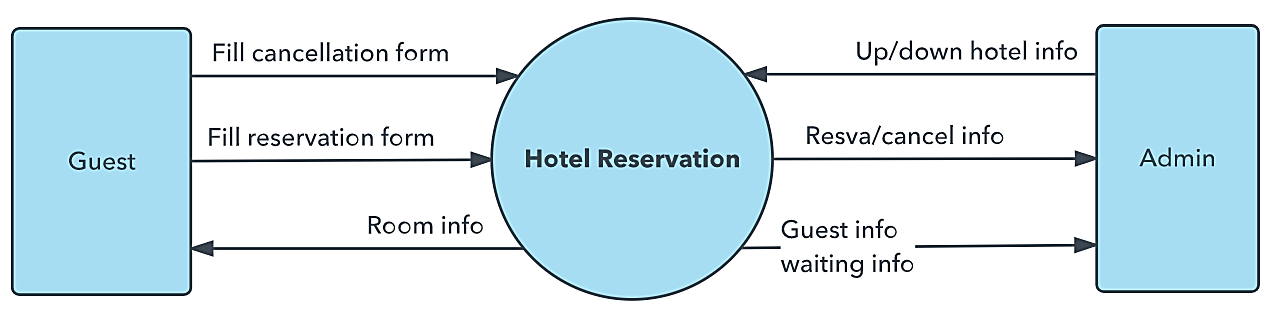 Fill cancellation form
Up/down hotel info
Fill reservation form
Resva/cancel info
Guest
Hotel Reservation
Admin
Room info
Guest info
waiting info